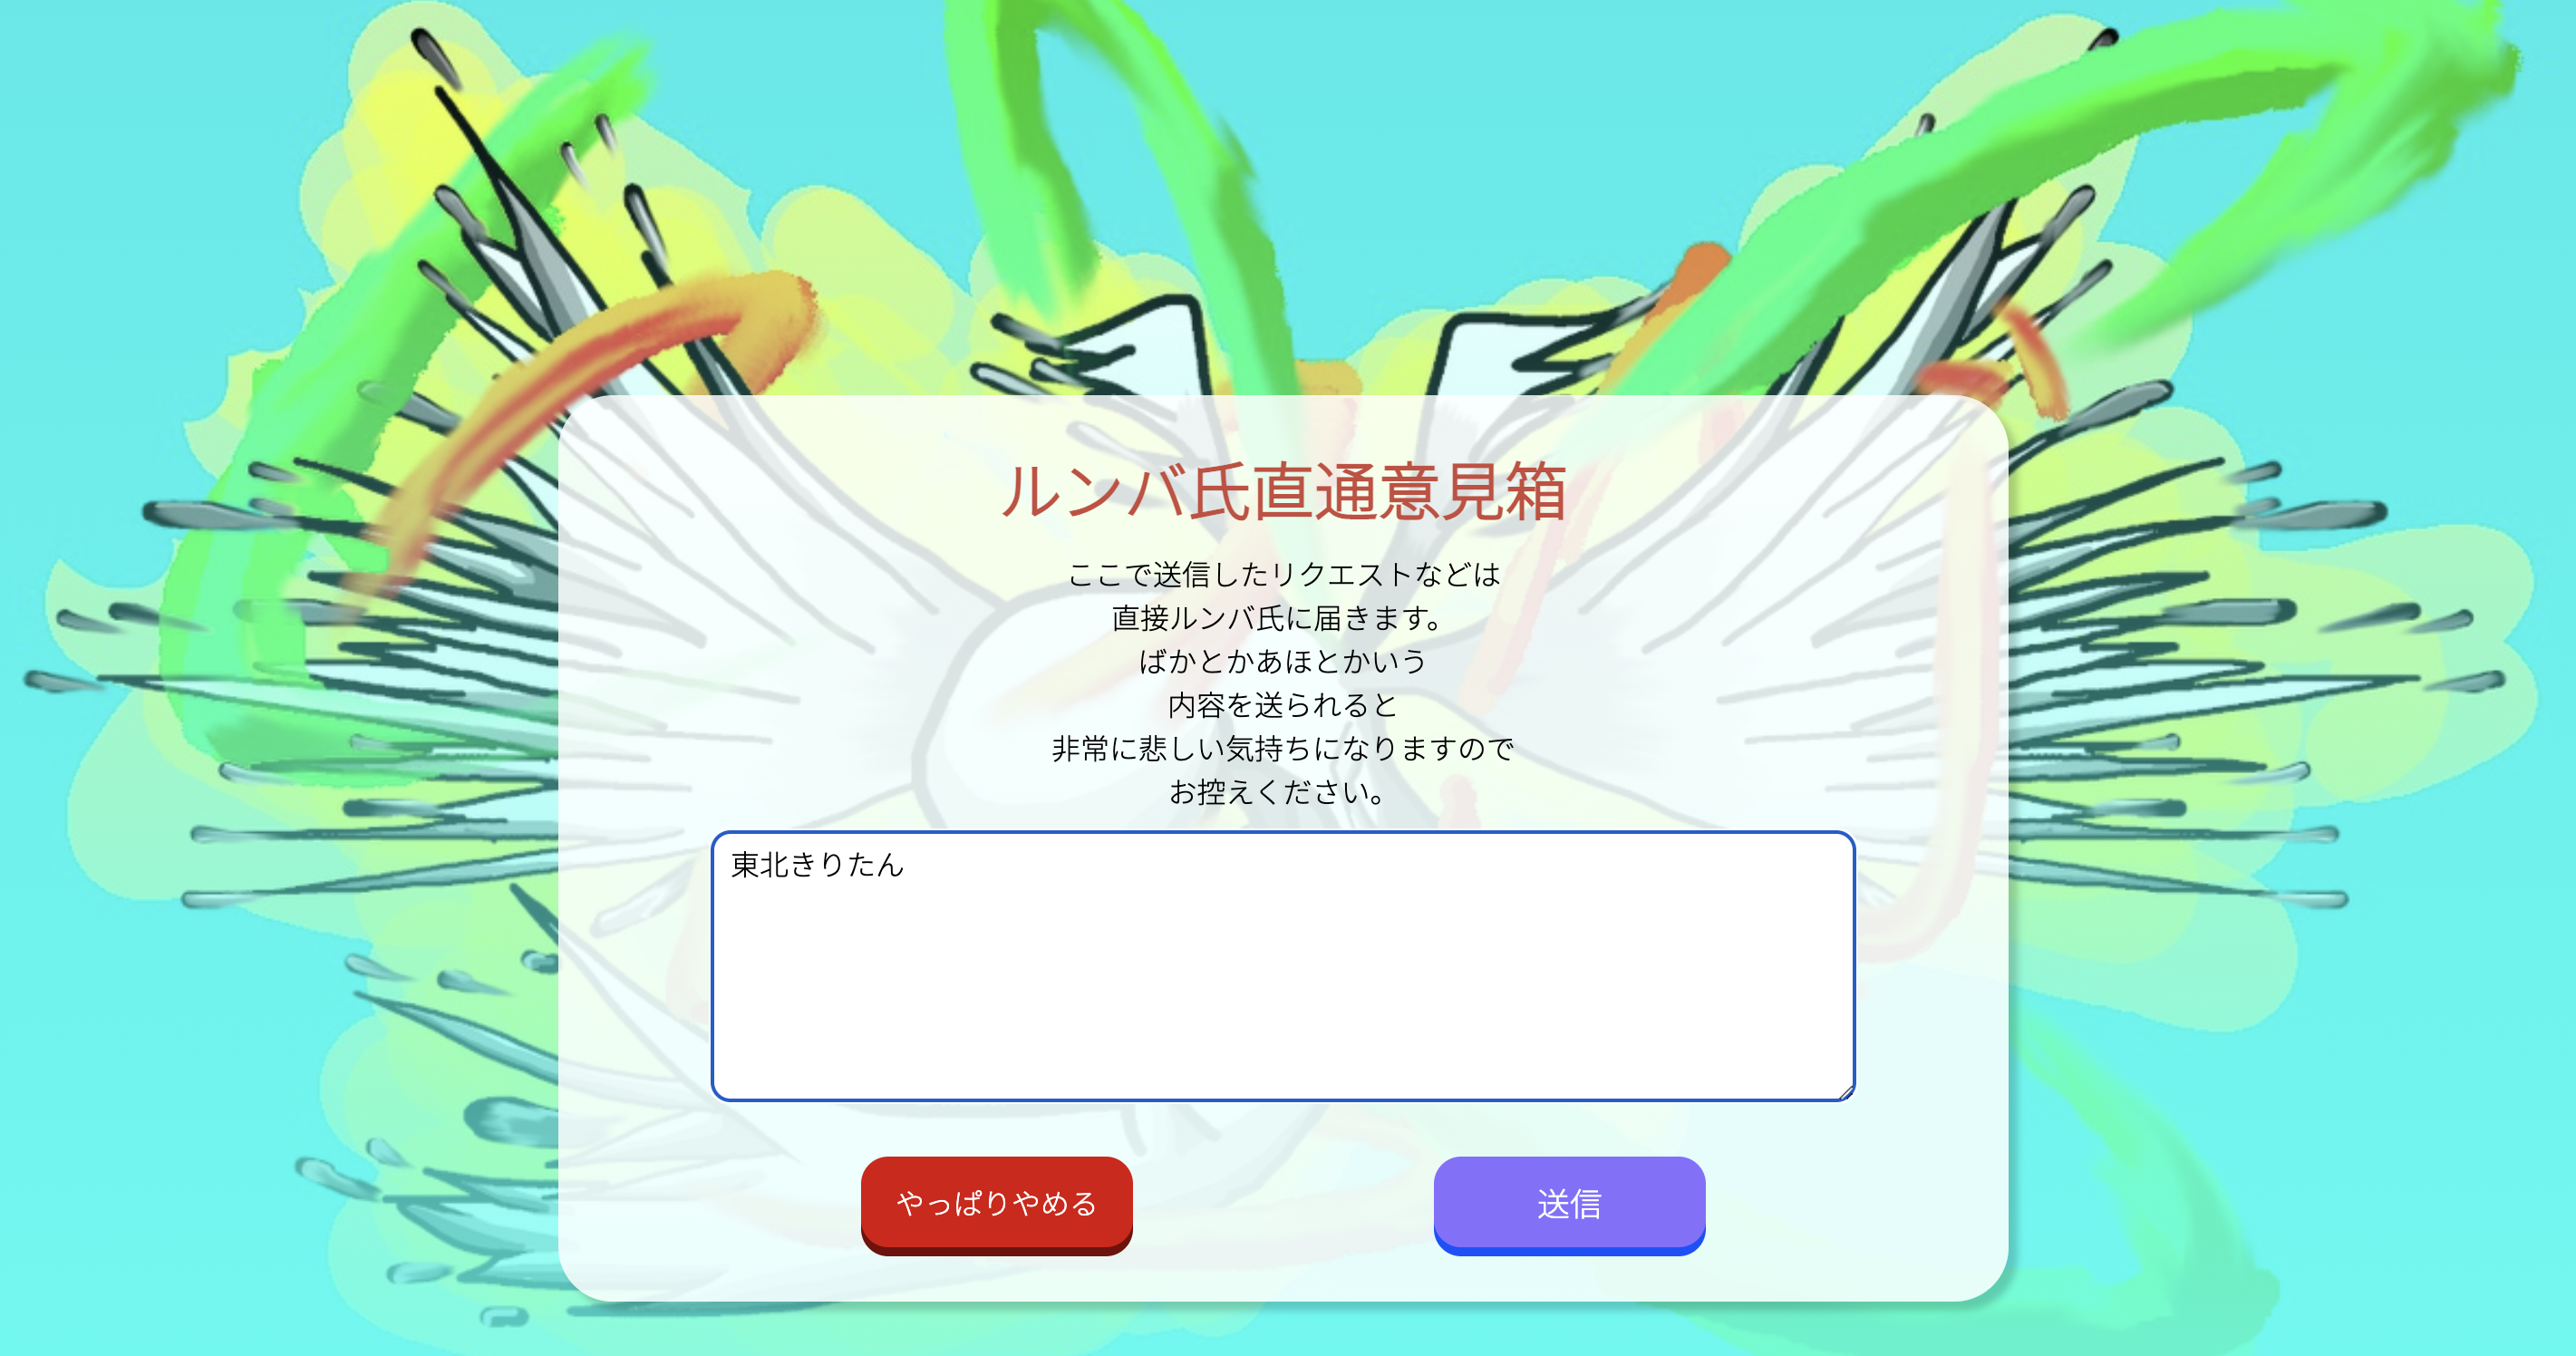 ルンバ氏直通意見箱
ここで送信したリクエストなどは
直接ルンバ氏に届きます。
ばかとかあほとかいう
内容を送られると
非常に悲しい気持ちになりますので
お控えください。
東北きりたん
やっぱりやめる
送信